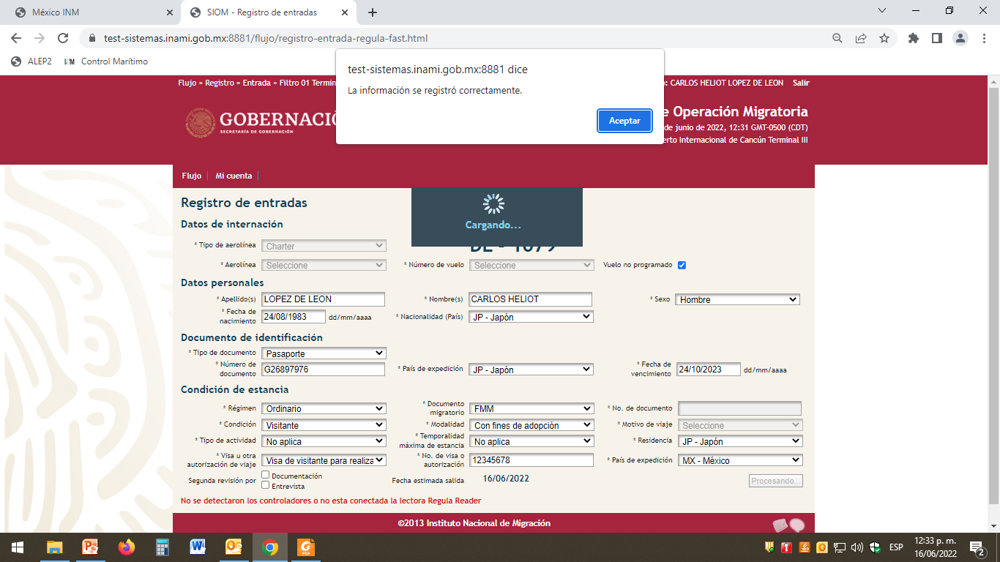 México INM
SIOM - Registro de entradas
test-sistemas.inami.gob.mx:8881/flujo/registro-entrada-regula-fast.html
ALEP2
Control Marítimo
test-sistemas.inami.gob.mx:8881 dice
La información se registró correctamente.
Aceptar
Flujo » Registro » Entrada » Filtro 01 Termin
: CARLOS HELIOT LOPEZ DE LEON Salir
GOBERNACIÓ
SECRETARÍA DE GOBERNACIÓN
e Operación Migratoria
de junio de 2022, 12:31 GMT-0500 (CDT)
erto Internacional de Cancún Terminal III
Flujo
Mi cuenta
Registro de entradas
Cargando...
Datos de internación
* Tipo de aerolínea Charter
DE - 1079
* Aerolínea Seleccione * Número de vuelo Seleccione Vuelo no programado
Datos personales
* Apellido(s) LOPEZ DE LEON * Nombre(s) CARLOS HELIOT * Sexo Hombre
* Fecha de nacimiento 24/08/1983 dd/mm/aaaa * Nacionalidad (País) JP - Japón
Documento de identificación
* Tipo de documento Pasaporte
* Número de documento G26897976 * País de expedición JP - Japón * Fecha de vencimiento 24/10/2023 dd/mm/aaaa
Condición de estancia
* Régimen Ordinario * Documento migratorio FMM * No. de documento
* Condición Visitante * Modalidad Con fines de adopción * Motivo de viaje Seleccione
* Tipo de actividad No aplica * Temporalidad máxima de estancia No aplica * Residencia JP - Japón
* Visa u otra autorización de viaje Visa de visitante para realiza * No. de visa o autorización 12345678 * País de expedición MX - México
Segunda revisión por Documentación Fecha estimada salida 16/06/2022 Procesando...
Entrevista
No se detectaron los controladores o no esta conectada la lectora Regula Reader
©2013 Instituto Nacional de Migración
ESP
12:33 p. m.
16/06/2022
2